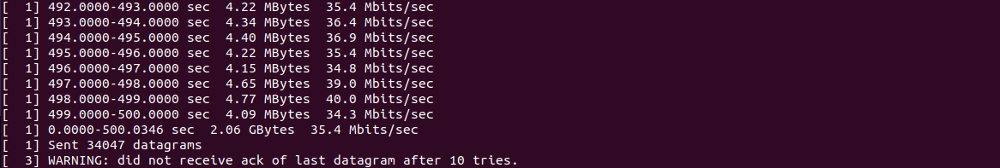 [  1] 492.0000-493.0000 sec  4.22 MBytes  35.4 Mbits/sec
[  1] 493.0000-494.0000 sec  4.34 MBytes  36.4 Mbits/sec
[  1] 494.0000-495.0000 sec  4.40 MBytes  36.9 Mbits/sec
[  1] 495.0000-496.0000 sec  4.22 MBytes  35.4 Mbits/sec
[  1] 496.0000-497.0000 sec  4.15 MBytes  34.8 Mbits/sec
[  1] 497.0000-498.0000 sec  4.65 MBytes  39.0 Mbits/sec
[  1] 498.0000-499.0000 sec  4.77 MBytes  40.0 Mbits/sec
[  1] 499.0000-500.0000 sec  4.09 MBytes  34.3 Mbits/sec
[  1] 0.0000-500.0346 sec  2.06 GBytes  35.4 Mbits/sec
[  1] Sent 34047 datagrams
[  3] WARNING: did not receive ack of last datagram after 10 tries.